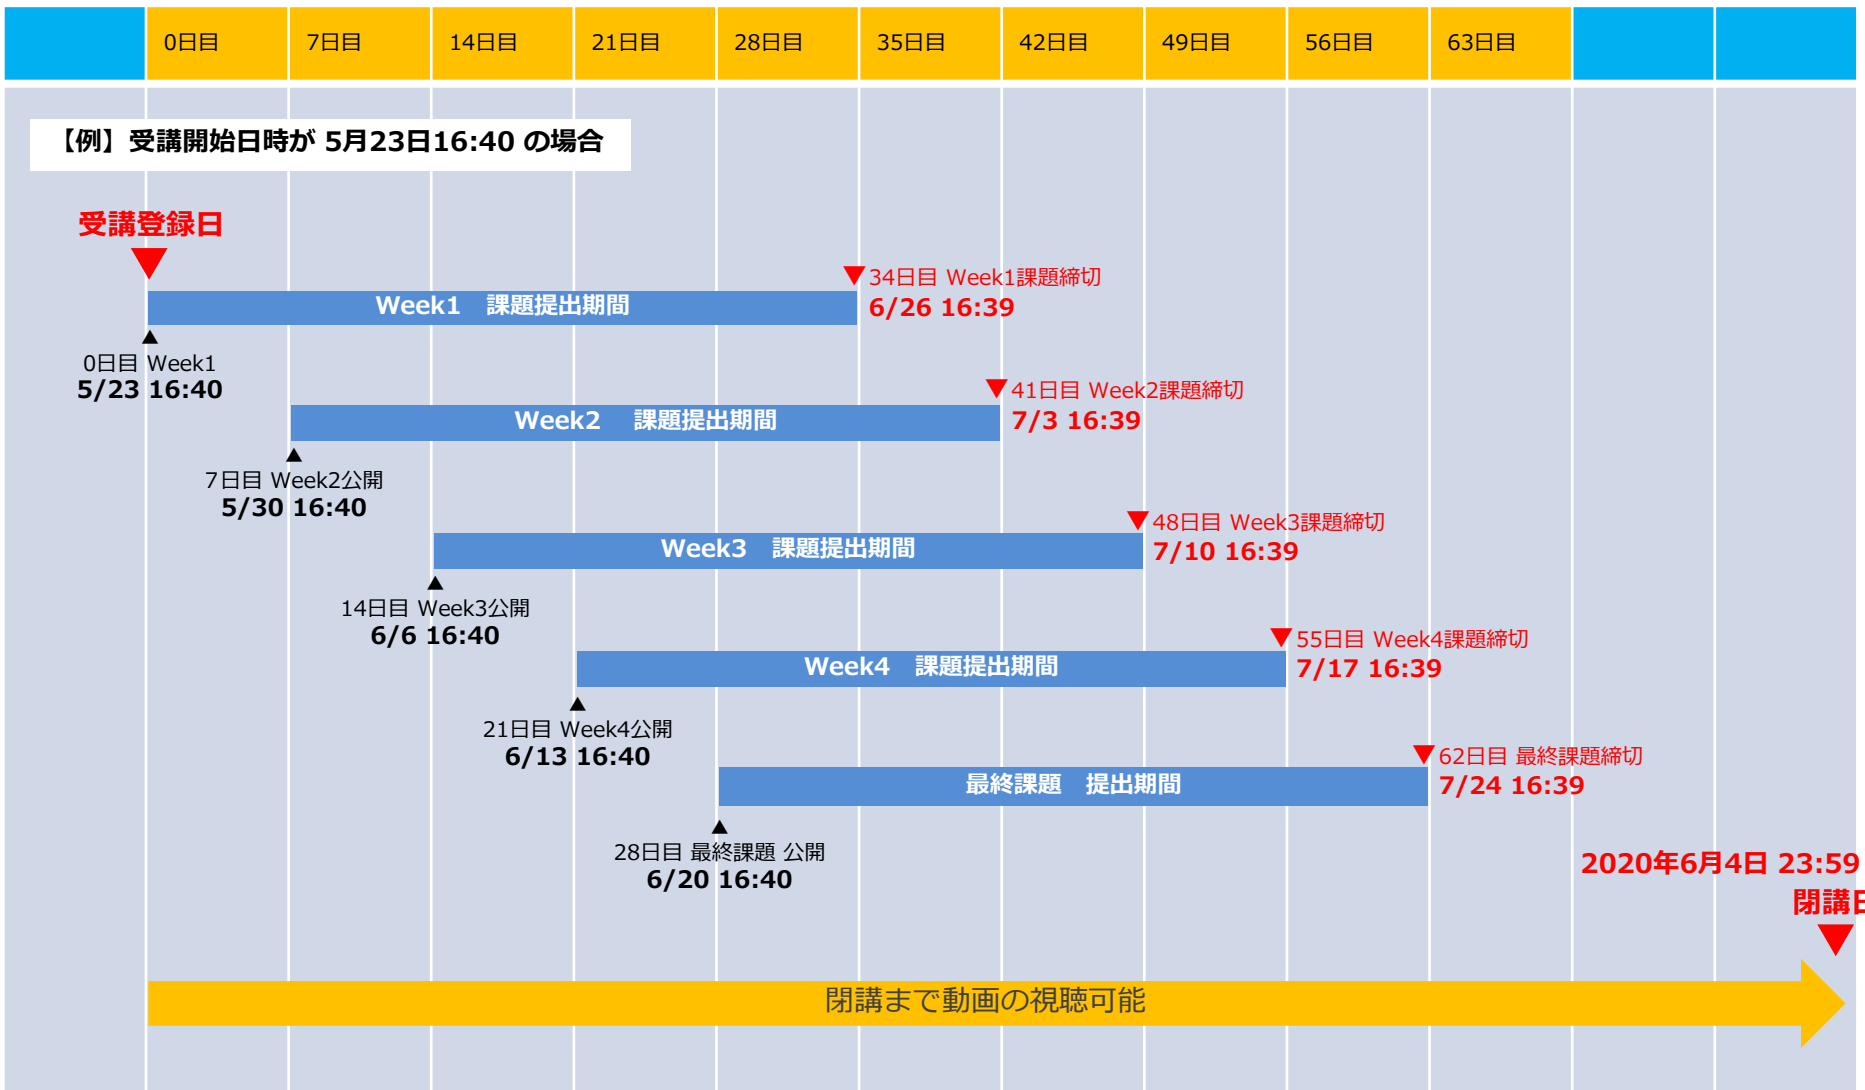 0日目 7日目 14日目 21日目 28日目 35日目 42日目 49日目 56日目 63日目
【例】受講開始日時が 5月23日16:40 の場合
受講登録日
34日目 Week1課題締切
6/26 16:39
Week1 課題提出期間
0日目 Week1
5/23 16:40
41日目 Week2課題締切
7/3 16:39
Week2 課題提出期間
7日目 Week2公開
5/30 16:40
48日目 Week3課題締切
7/10 16:39
Week3 課題提出期間
14日目 Week3公開
6/6 16:40
55日目 Week4課題締切
7/17 16:39
Week4 課題提出期間
21日目 Week4公開
6/13 16:40
62日目 最終課題締切
7/24 16:39
最終課題 提出期間
28日目 最終課題 公開
6/20 16:40
2020年6月4日 23:59
閉講日
閉講まで動画の視聴可能